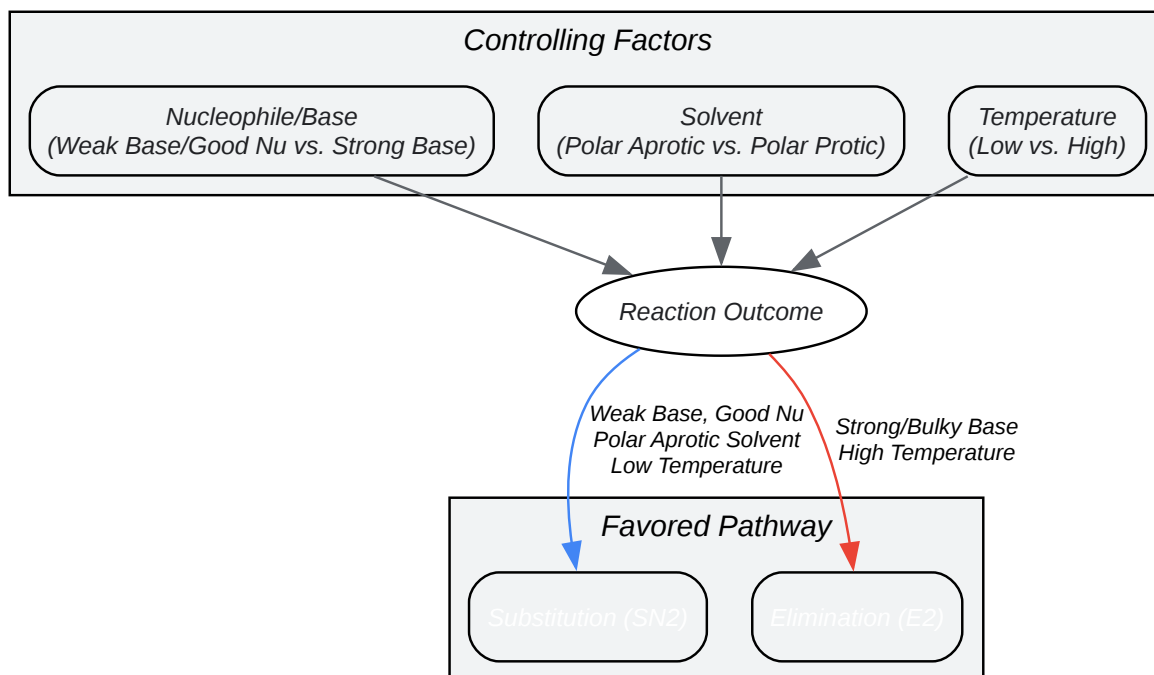 Controlling Factors
Nucleophile/Base
(Weak Base/Good Nu vs. Strong Base)
Solvent
(Polar Aprotic vs. Polar Protic)
Temperature
(Low vs. High)
Reaction Outcome
Weak Base, Good Nu
Polar Aprotic Solvent
Low Temperature
Strong/Bulky Base
High Temperature
Favored Pathway
Substitution (SN2)
Elimination (E2)